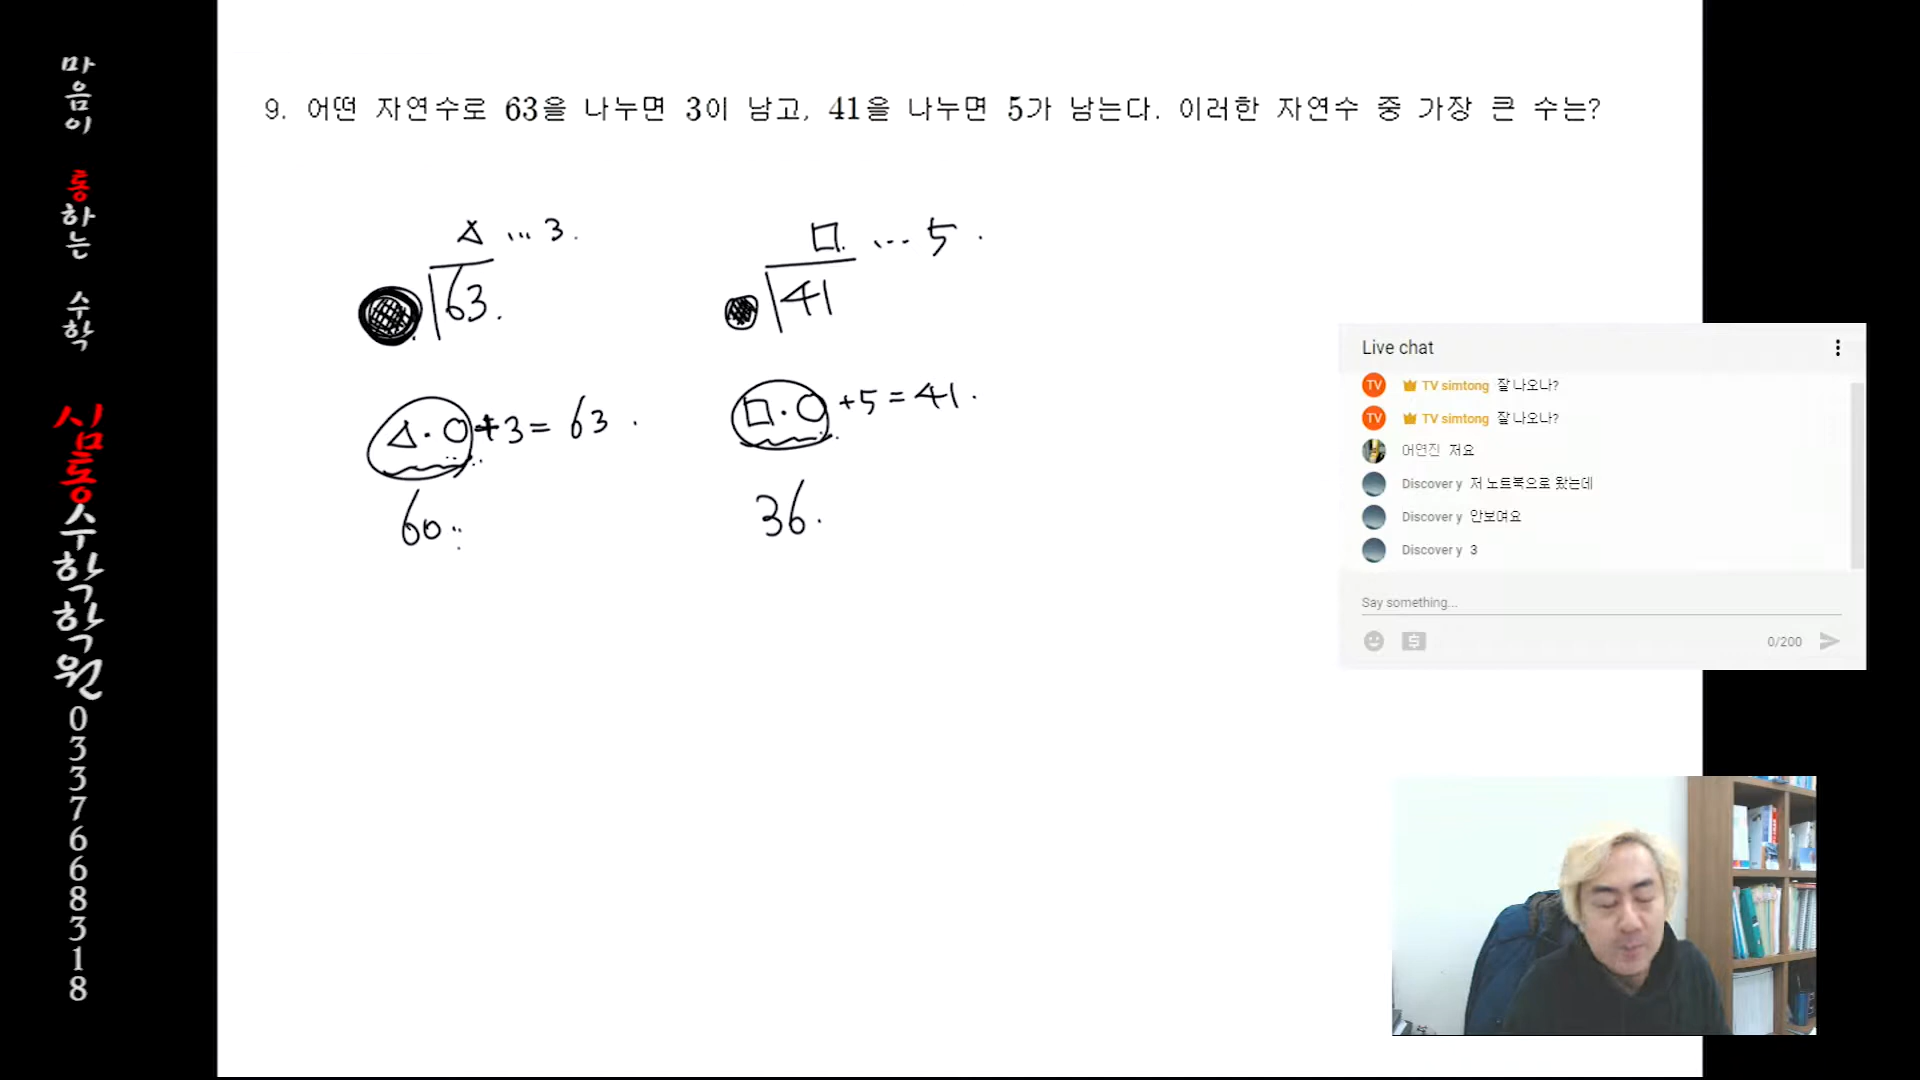 마음이 통하는 수학
심통수학학원
0337668318
9. 어떤 자연수로 63을 나누면 3이 남고, 41을 나누면 5가 남는다. 이러한 자연수 중 가장 큰 수는?
△ ... 3.
63.
□ ... 5.
41
△·○+3= 63.
□·○+5=41.
60..
36.
Live chat
TV TV simtong 잘 나오나?
TV TV simtong 잘 나오나?
어연진 저요
Discover y 저 노트북으로 왔는데
Discover y 안보여요
Discover y 3
Say something...
0/200